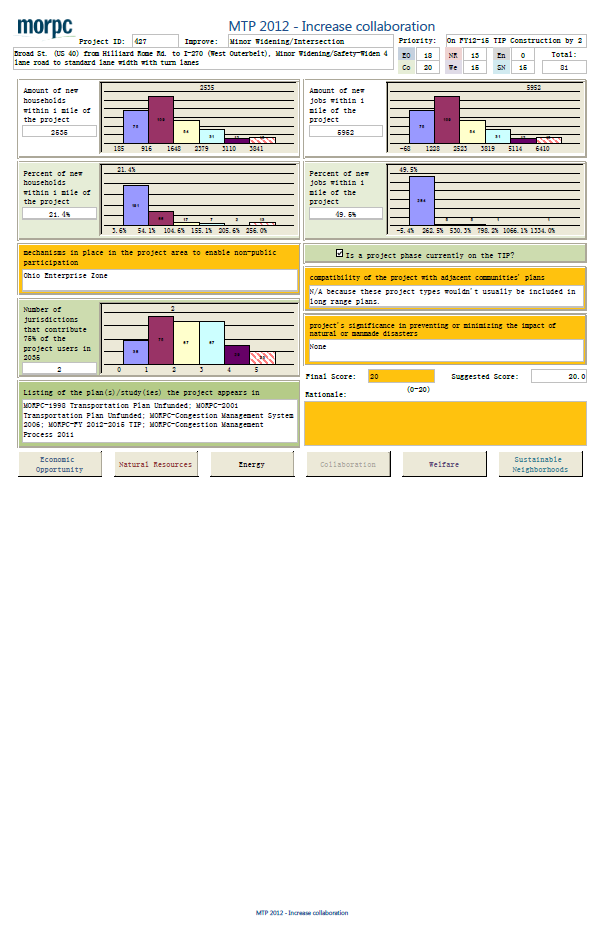 morpc
MTP 2012 - Increase collaboration
Project ID: 427 Improve: Minor Widening/Intersection Priority: On FY12-15 TIP Construction by 2
Broad St. (US 40) from Hilliard Rome Rd. to I-270 (West Outerbelt), Minor Widening/Safety-Widen 4
lane road to standard lane width with turn lanes
EO 18 NR 13 En 0 Total:
Co 20 We 15 SN 15 81
Amount of new
households
within 1 mile of
the project
2535
2535
185 916 1648 2379 3110 3841
Amount of new
jobs within 1
mile of the
project
5952
5952
-68 1228 2523 3819 5114 6410
Percent of new
households
within 1 mile of
the project
21.4%
21.4%
3.6% 54.1% 104.6% 155.1% 205.6% 256.0%
Percent of new
jobs within 1
mile of the
project
49.5%
49.5%
-5.4% 262.5% 530.3% 798.2% 1066.1% 1334.0%
mechanisms in place in the project area to enable non-public
participation
Ohio Enterprise Zone
Is a project phase currently on the TIP?
compatibility of the project with adjacent communities' plans
N/A because these project types wouldn't usually be included in
long range plans.
Number of
jurisdictions
that contribute
75% of the
project users in
2035
2
2
0 1 2 3 4 5
project's significance in preventing or minimizing the impact of
natural or manmade disasters
None
Final Score: 20 Suggested Score: 20.0
(0-20)
Rationale:
Listing of the plan(s)/study(ies) the project appears in
MORPC-1998 Transportation Plan Unfunded; MORPC-2001
Transportation Plan Unfunded; MORPC-Congestion Management System
2006; MORPC-FY 2012-2015 TIP; MORPC-Congestion Management
Process 2011
Economic
Opportunity
Natural Resources
Energy
Collaboration
Welfare
Sustainable
Neighborhoods
MTP 2012 - Increase collaboration